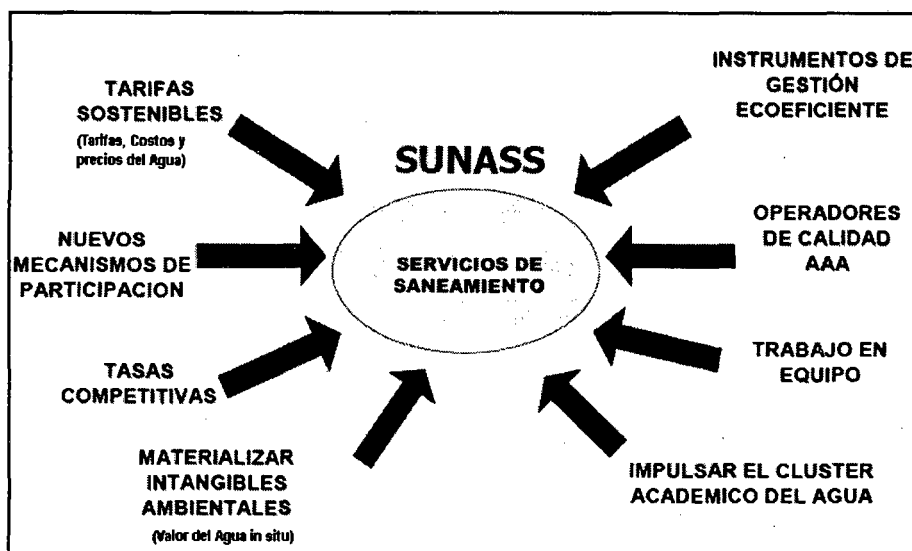 TARIFAS
SOSTENIBLES
(Tarifas, Costos y
precios del Agua)
NUEVOS
MECANISMOS DE
PARTICIPACION
TASAS
COMPETITIVAS
MATERIALIZAR
INTANGIBLES
AMBIENTALES
(Valor del Agua in situ)
SUNASS
SERVICIOS DE
SANEAMIENTO
INSTRUMENTOS DE
GESTIÓN
ECOEFICIENTE
OPERADORES
DE CALIDAD
AAA
TRABAJO EN
EQUIPO
IMPULSAR EL CLUSTER
ACADEMICO DEL AGUA